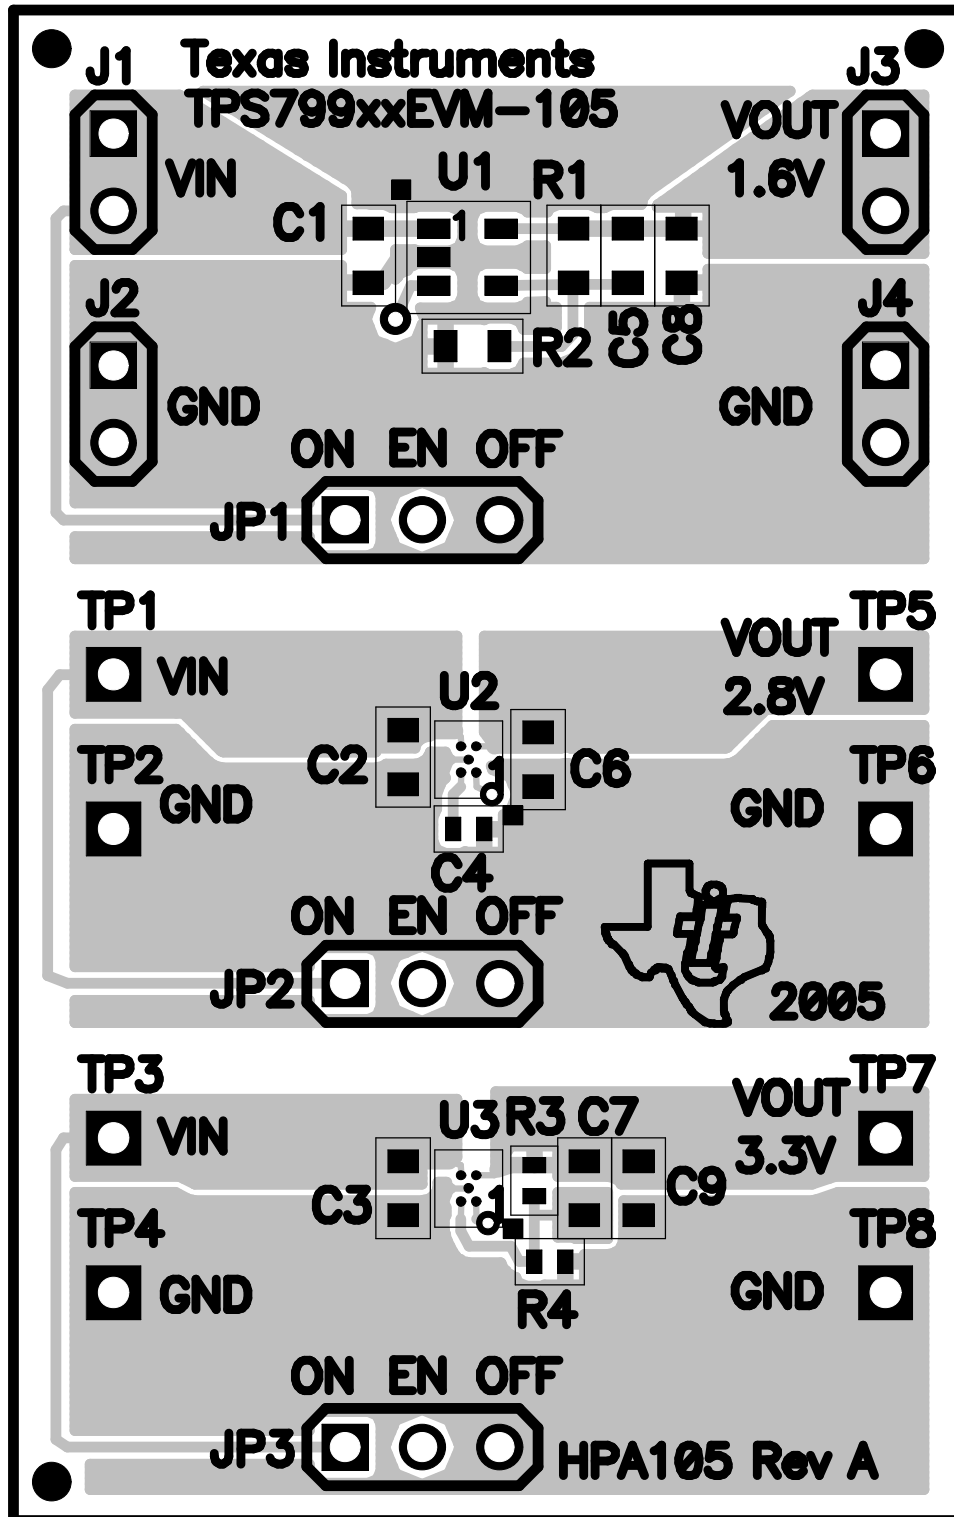 J1 Texas Instruments J3
TPS799xxEVM-105
VOUT
VIN U1 R1 1.6V
C1 1
J2 J4
C5 C8
R2
GND GND
ON EN OFF
JP1
TP1 TP5
VOUT
VIN U2 2.8V
TP2 C2 1 C6 TP6
GND GND
C4
ON EN OFF
JP2 2005
TP3 TP7
VOUT
VIN U3 R3 C7 3.3V
C3 1 C9
TP4 TP8
GND GND
R4
ON EN OFF
JP3 HPA105 Rev A